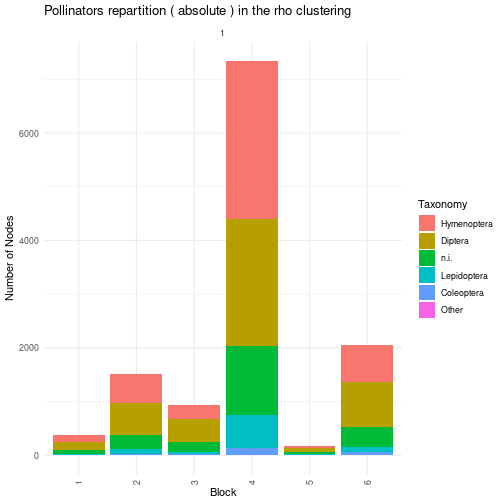 Pollinators repartition ( absolute ) in the rho clustering
1
6000
4000
2000
0
Number of Nodes
1
2
3
4
5
6
Block
Taxonomy
Hymenoptera
Diptera
n.i.
Lepidoptera
Coleoptera
Other